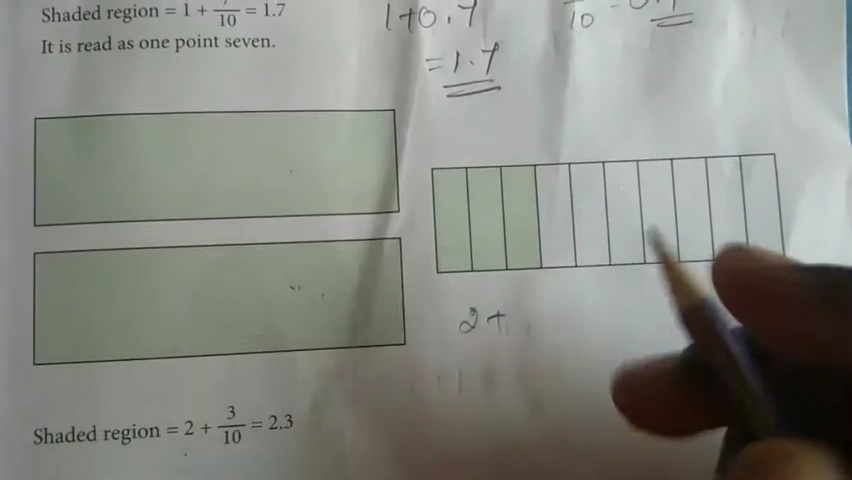 Shaded region = 1 + 7/10 = 1.7
It is read as one point seven.
1+0.7
= 1.7
2+
Shaded region = 2 + 3/10 = 2.3